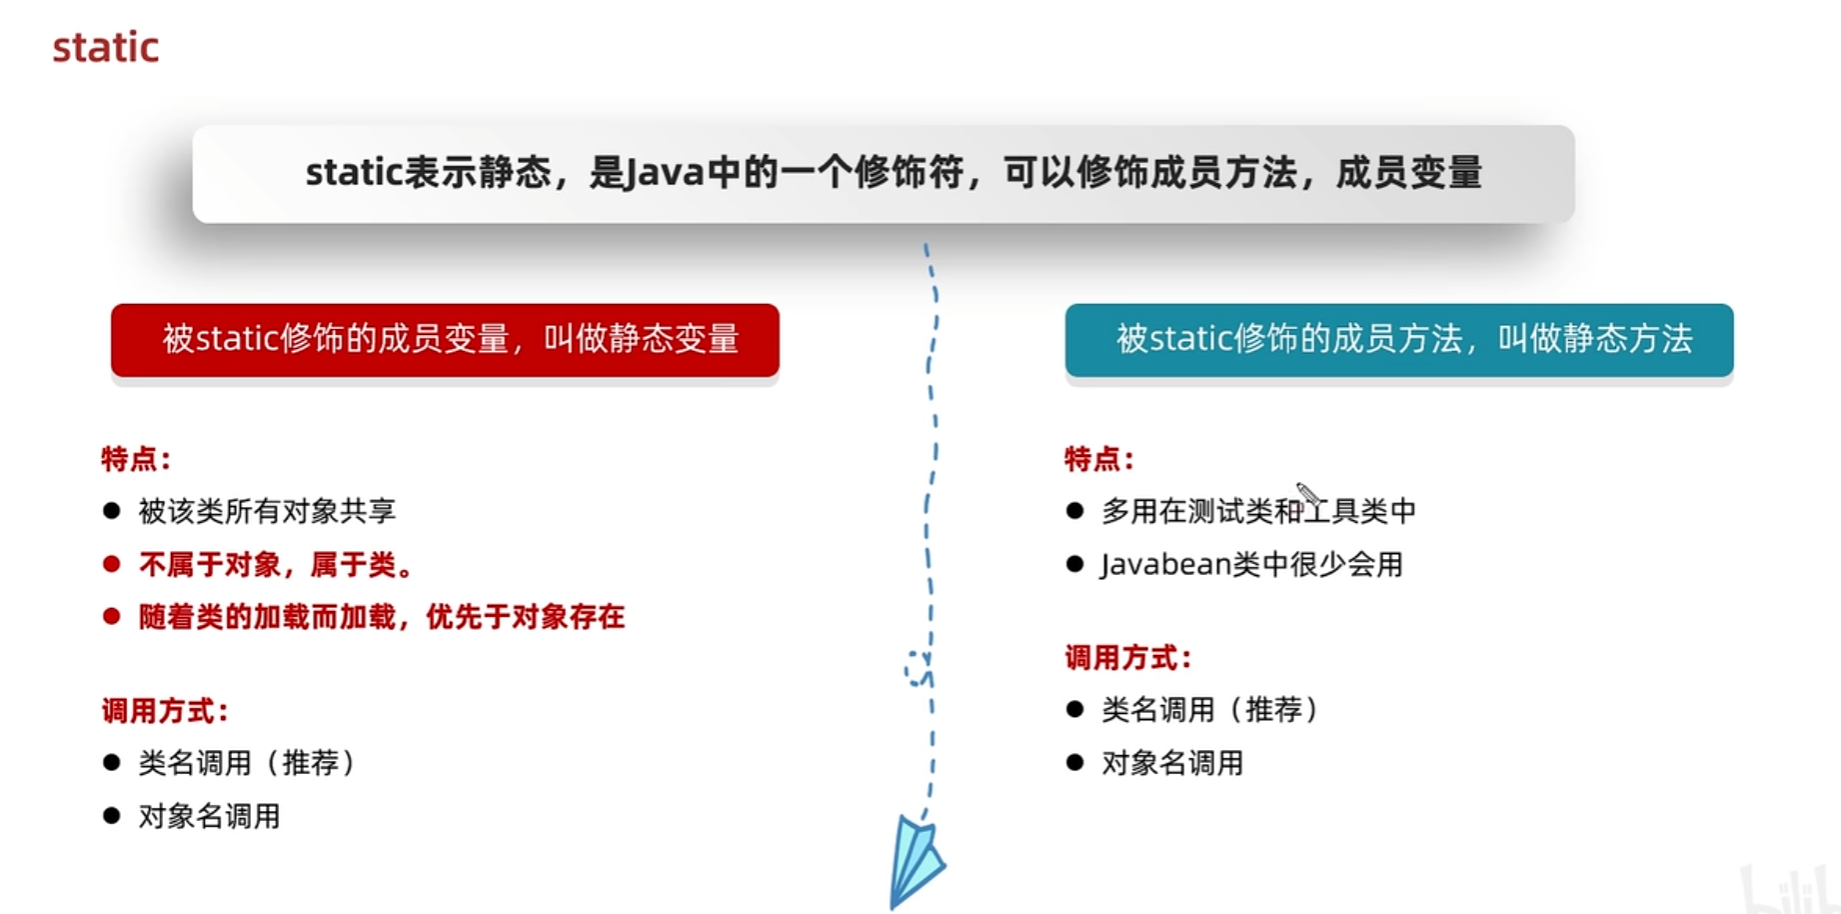 static
static表示静态，是Java中的一个修饰符，可以修饰成员方法，成员变量
被static修饰的成员变量，叫做静态变量
特点：
● 被该类所有对象共享
● 不属于对象，属于类。
● 随着类的加载而加载，优先于对象存在
调用方式：
● 类名调用（推荐）
● 对象名调用
被static修饰的成员方法，叫做静态方法
特点：
● 多用在测试类和工具类中
● Javabean类中很少会用
调用方式：
● 类名调用（推荐）
● 对象名调用